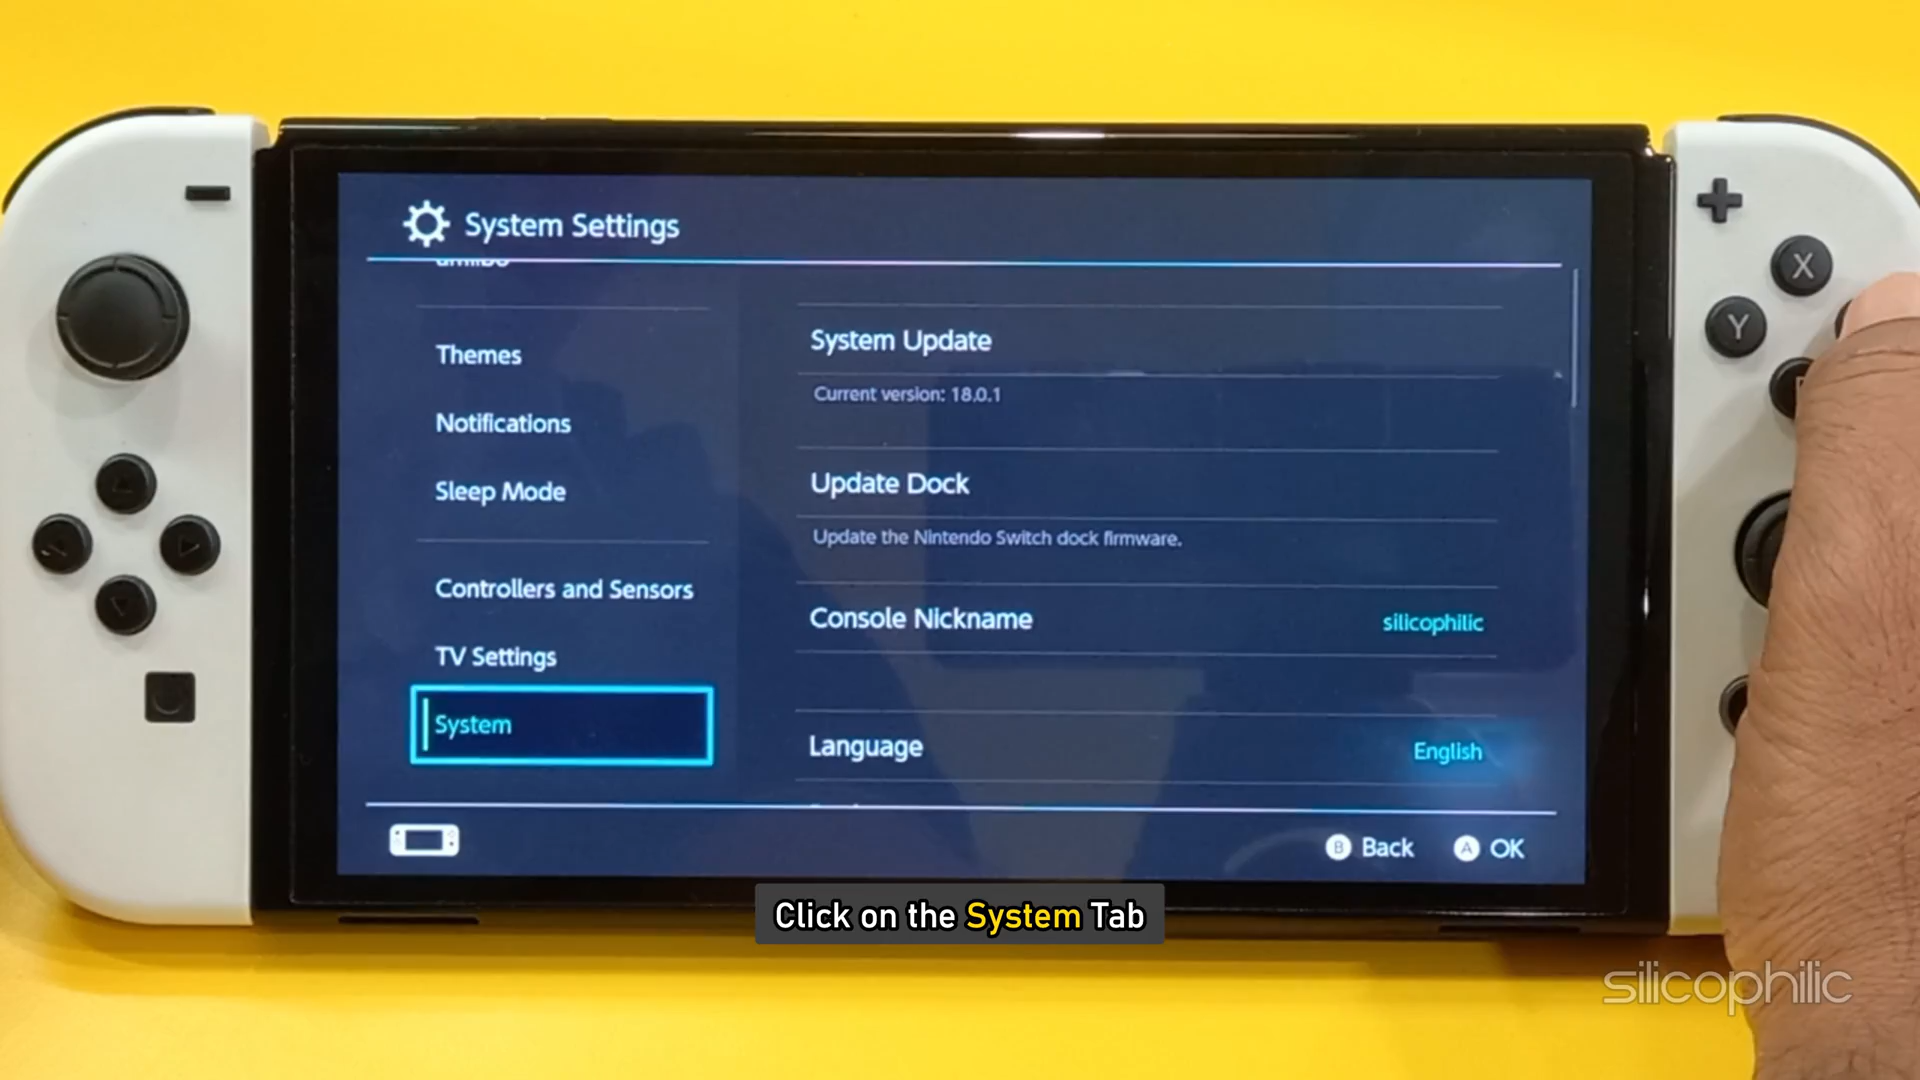 System Settings
amiibo
Themes
Notifications
Sleep Mode
Controllers and Sensors
TV Settings
System
System Update
Current version: 18.0.1
Update Dock
Update the Nintendo Switch dock firmware.
Console Nickname silicophilic
Language English
B Back A OK
X
Y
Click on the System Tab
silicophilic